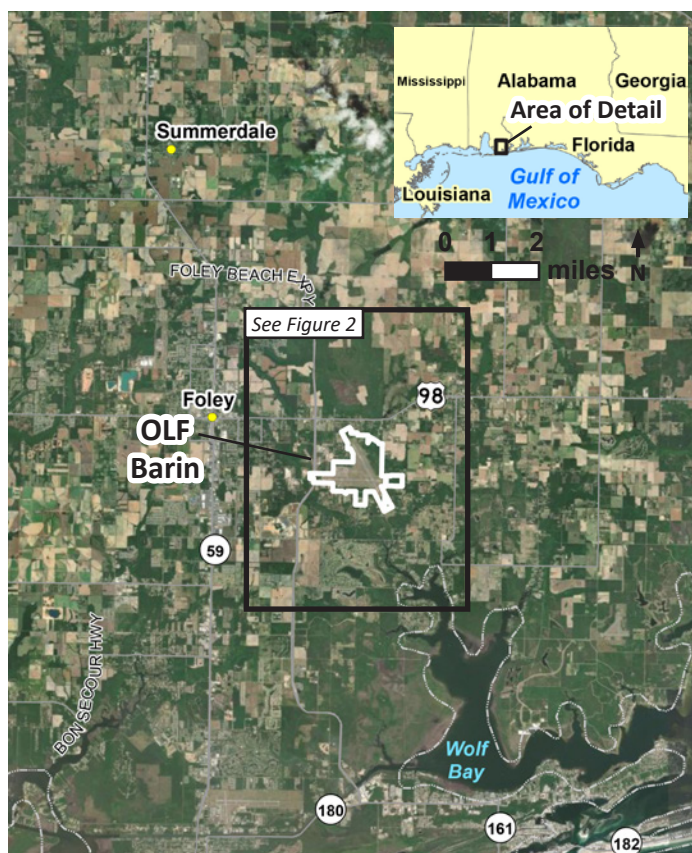 Mississippi
Alabama
Georgia
Area of Detail
Florida
Louisiana
Gulf of
Mexico
Summerdale
0 1 2
miles
N
FOLEY BEACH EXPY
See Figure 2
98
Foley
OLF
Barin
59
BON SECOUR HWY
Wolf
Bay
180
161
182